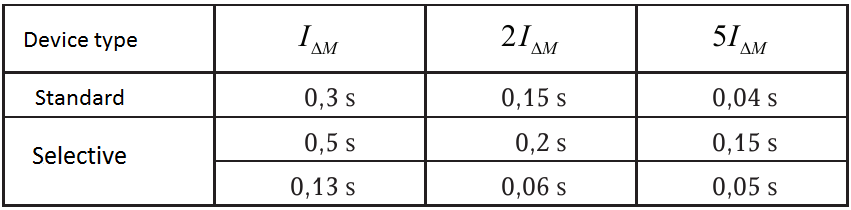 Device type I_ΔM 2I_ΔM 5I_ΔM
Standard 0,3 s 0,15 s 0,04 s
Selective 0,5 s 0,2 s 0,15 s
0,13 s 0,06 s 0,05 s